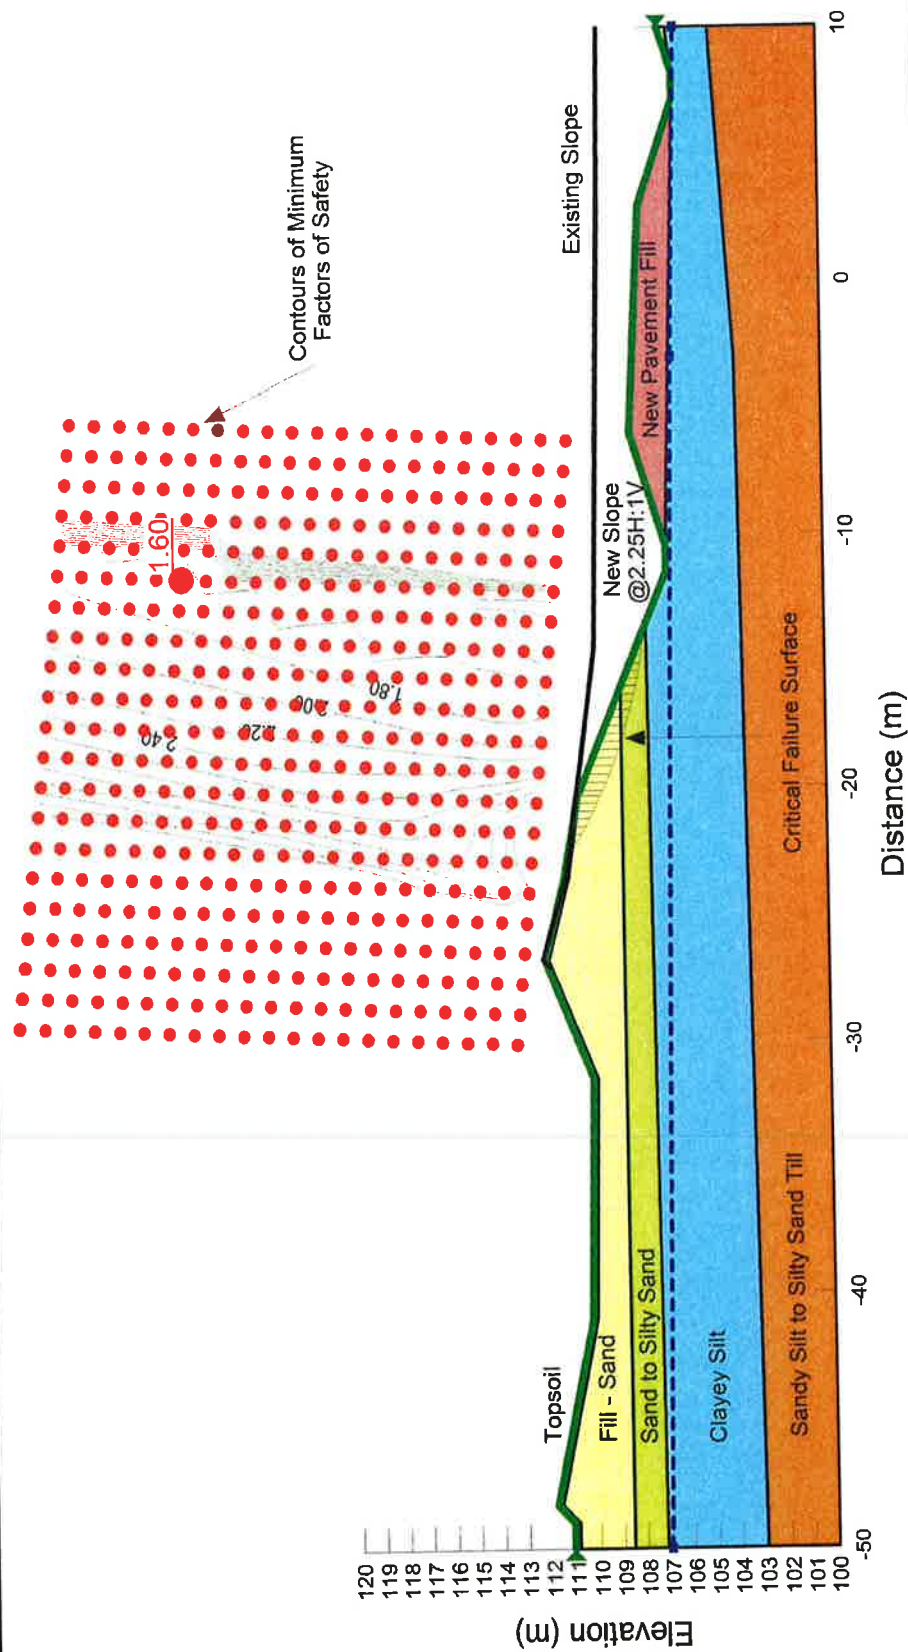 Contours of Minimum
Factors of Safety
1.60
2.40
2.20
2.00
1.80
Existing Slope
New Slope
@2.25H:1V
New Pavement Fill
Topsoil
Fill - Sand
Sand to Silty Sand
Clayey Silt
Sandy Silt to Silty Sand Till
Critical Failure Surface
Elevation (m)
120
119
118
117
116
115
114
113
112
111
110
109
108
107
106
105
104
103
102
101
100
-50
-40
-30
-20
-10
0
10
Distance (m)